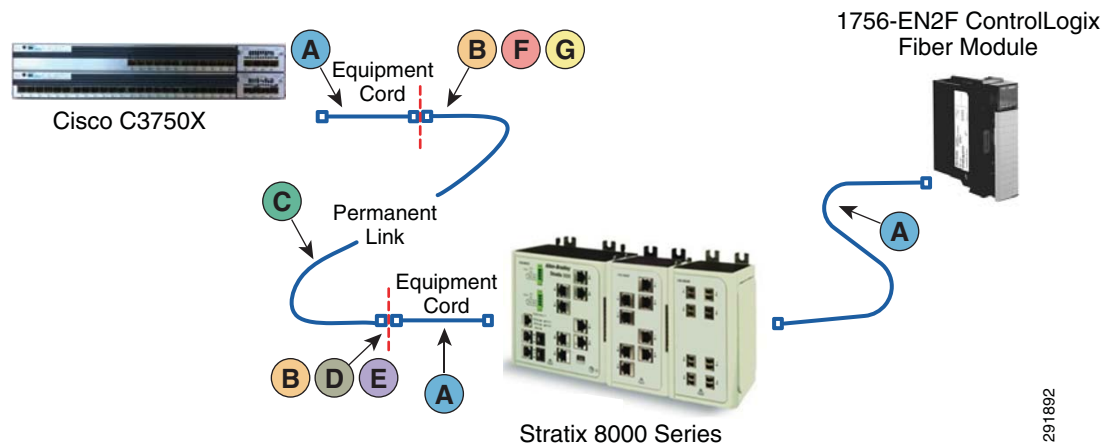 1756-EN2F ControlLogix
Fiber Module
A
Equipment
Cord
B F G
Cisco C3750X
C
Permanent
Link
A
Equipment
Cord
B D E
A
Stratix 8000 Series
291892